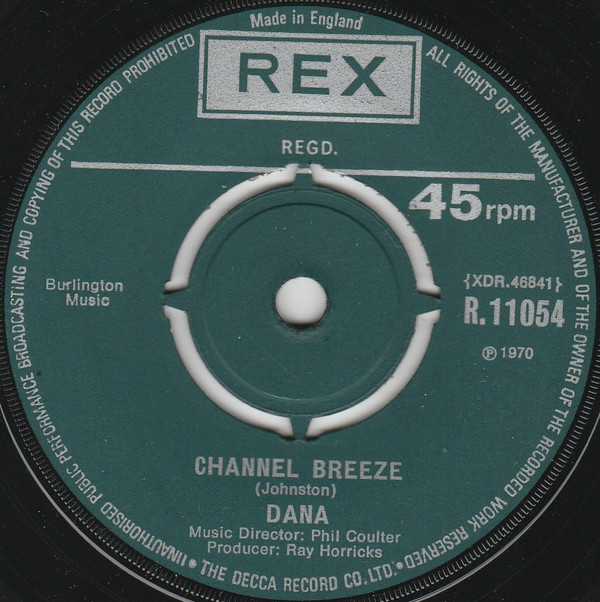 Made in England
REX
REGD.
45 rpm
Burlington
Music
{XDR.46841}
R.11054
Ⓟ 1970
CHANNEL BREEZE
(Johnston)
DANA
Music Director: Phil Coulter
Producer: Ray Horricks
ALL RIGHTS OF THE MANUFACTURER AND OF THE OWNER OF THE RECORDED WORK RESERVED • THE DECCA RECORD CO. LTD. • UNAUTHORISED PUBLIC PERFORMANCE BROADCASTING AND COPYING OF THIS RECORD PROHIBITED